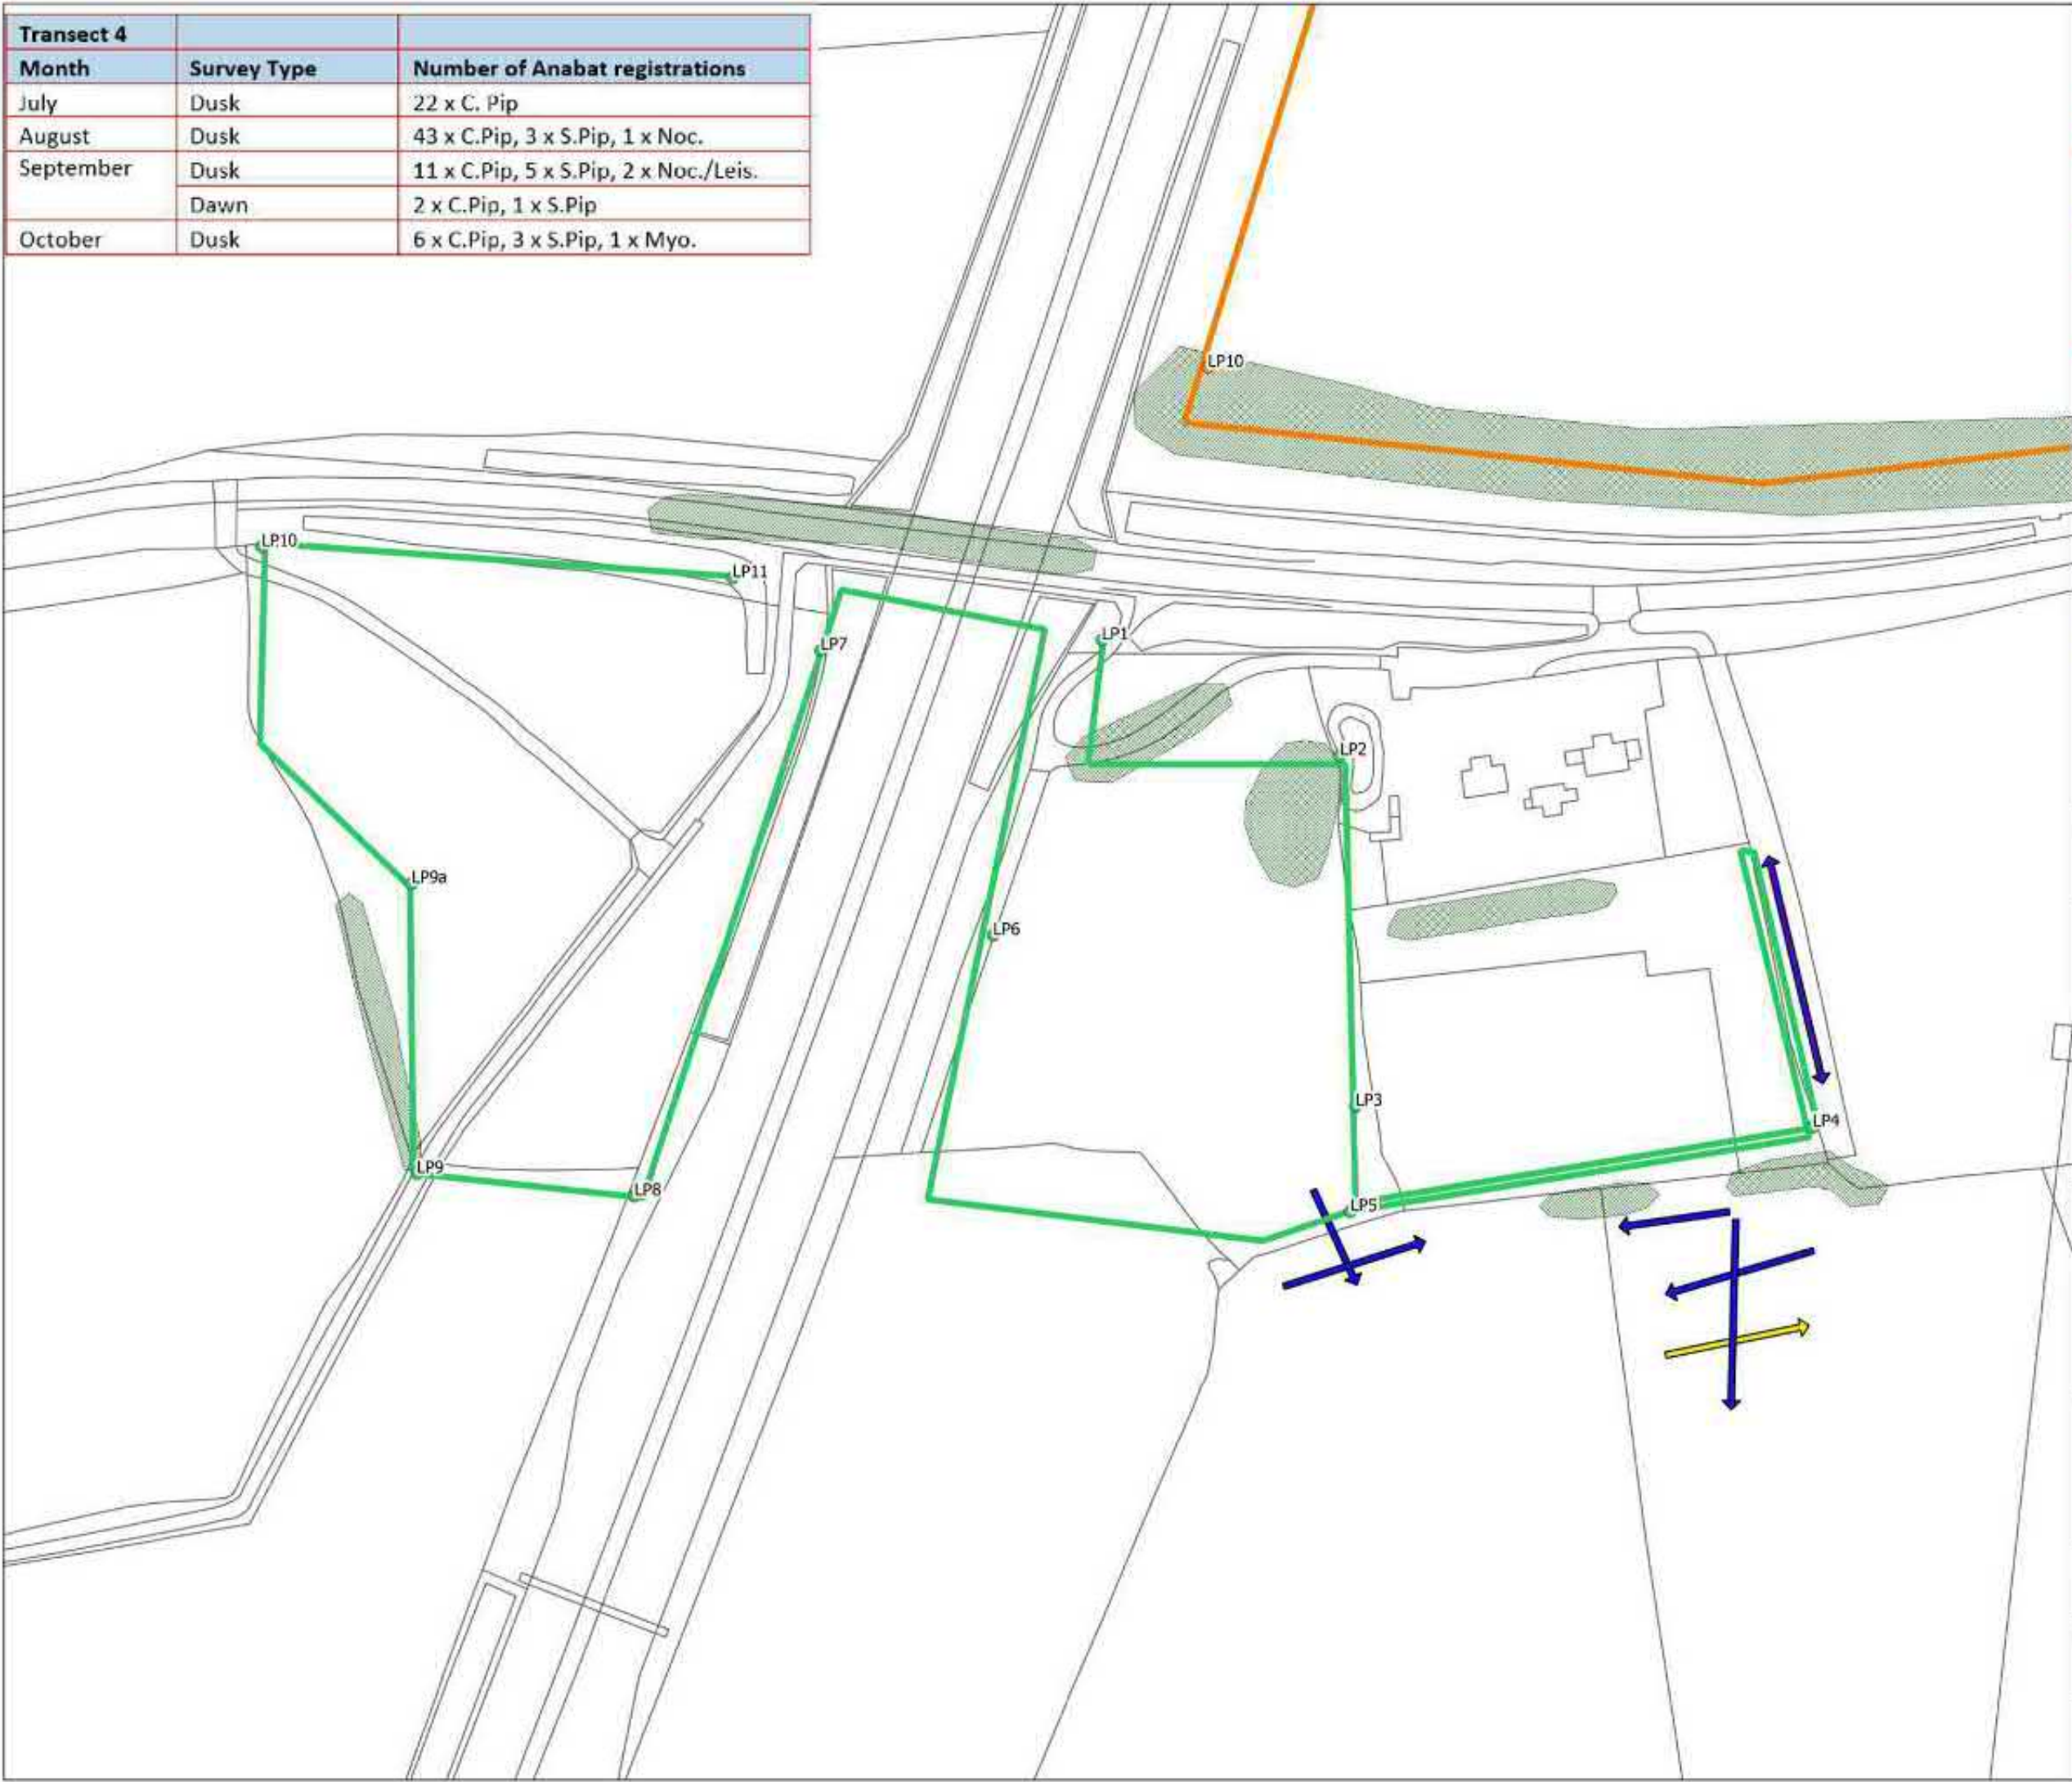 Transect 4
Month Survey Type Number of Anabat registrations
July Dusk 22 x C. Pip
August Dusk 43 x C.Pip, 3 x S.Pip, 1 x Noc.
September Dusk 11 x C.Pip, 5 x S.Pip, 2 x Noc./Leis.
Dawn 2 x C.Pip, 1 x S.Pip
October Dusk 6 x C.Pip, 3 x S.Pip, 1 x Myo.
LP10
LP10
LP11
LP1
LP7
LP2
LP9a
LP6
LP3
LP4
LP9
LP8
LP5